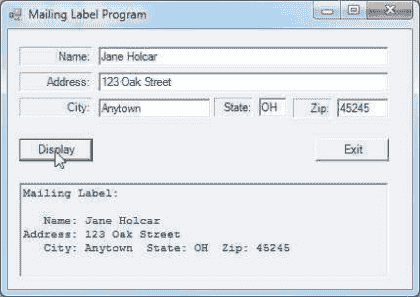 Mailing Label Program
Name: Jane Holcar
Address: 123 Oak Street
City: Anytown State: OH Zip: 45245
Display Exit
Mailing Label:
Name: Jane Holcar
Address: 123 Oak Street
City: Anytown State: OH Zip: 45245